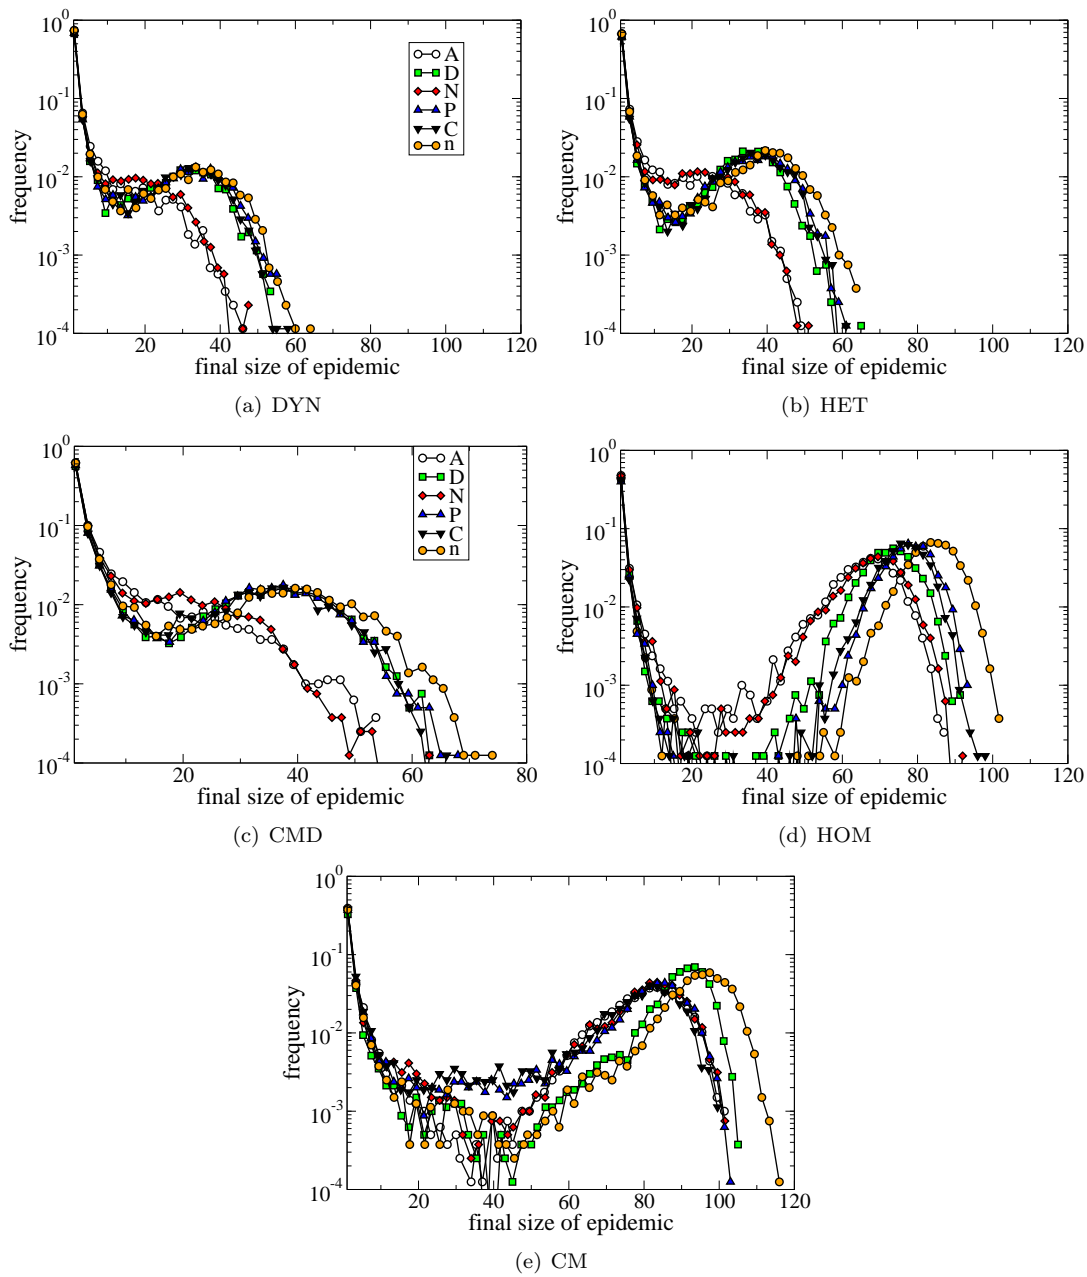 10^0
10^-1
10^-2
10^-3
10^-4
frequency
20 40 60 80 100 120
final size of epidemic
A
D
N
P
C
n
(a) DYN
10^0
10^-1
10^-2
10^-3
10^-4
frequency
20 40 60 80 100 120
final size of epidemic
(b) HET
10^0
10^-1
10^-2
10^-3
10^-4
frequency
20 40 60 80
final size of epidemic
A
D
N
P
C
n
(c) CMD
10^0
10^-1
10^-2
10^-3
10^-4
frequency
20 40 60 80 100 120
final size of epidemic
(d) HOM
10^0
10^-1
10^-2
10^-3
10^-4
frequency
20 40 60 80 100 120
final size of epidemic
(e) CM